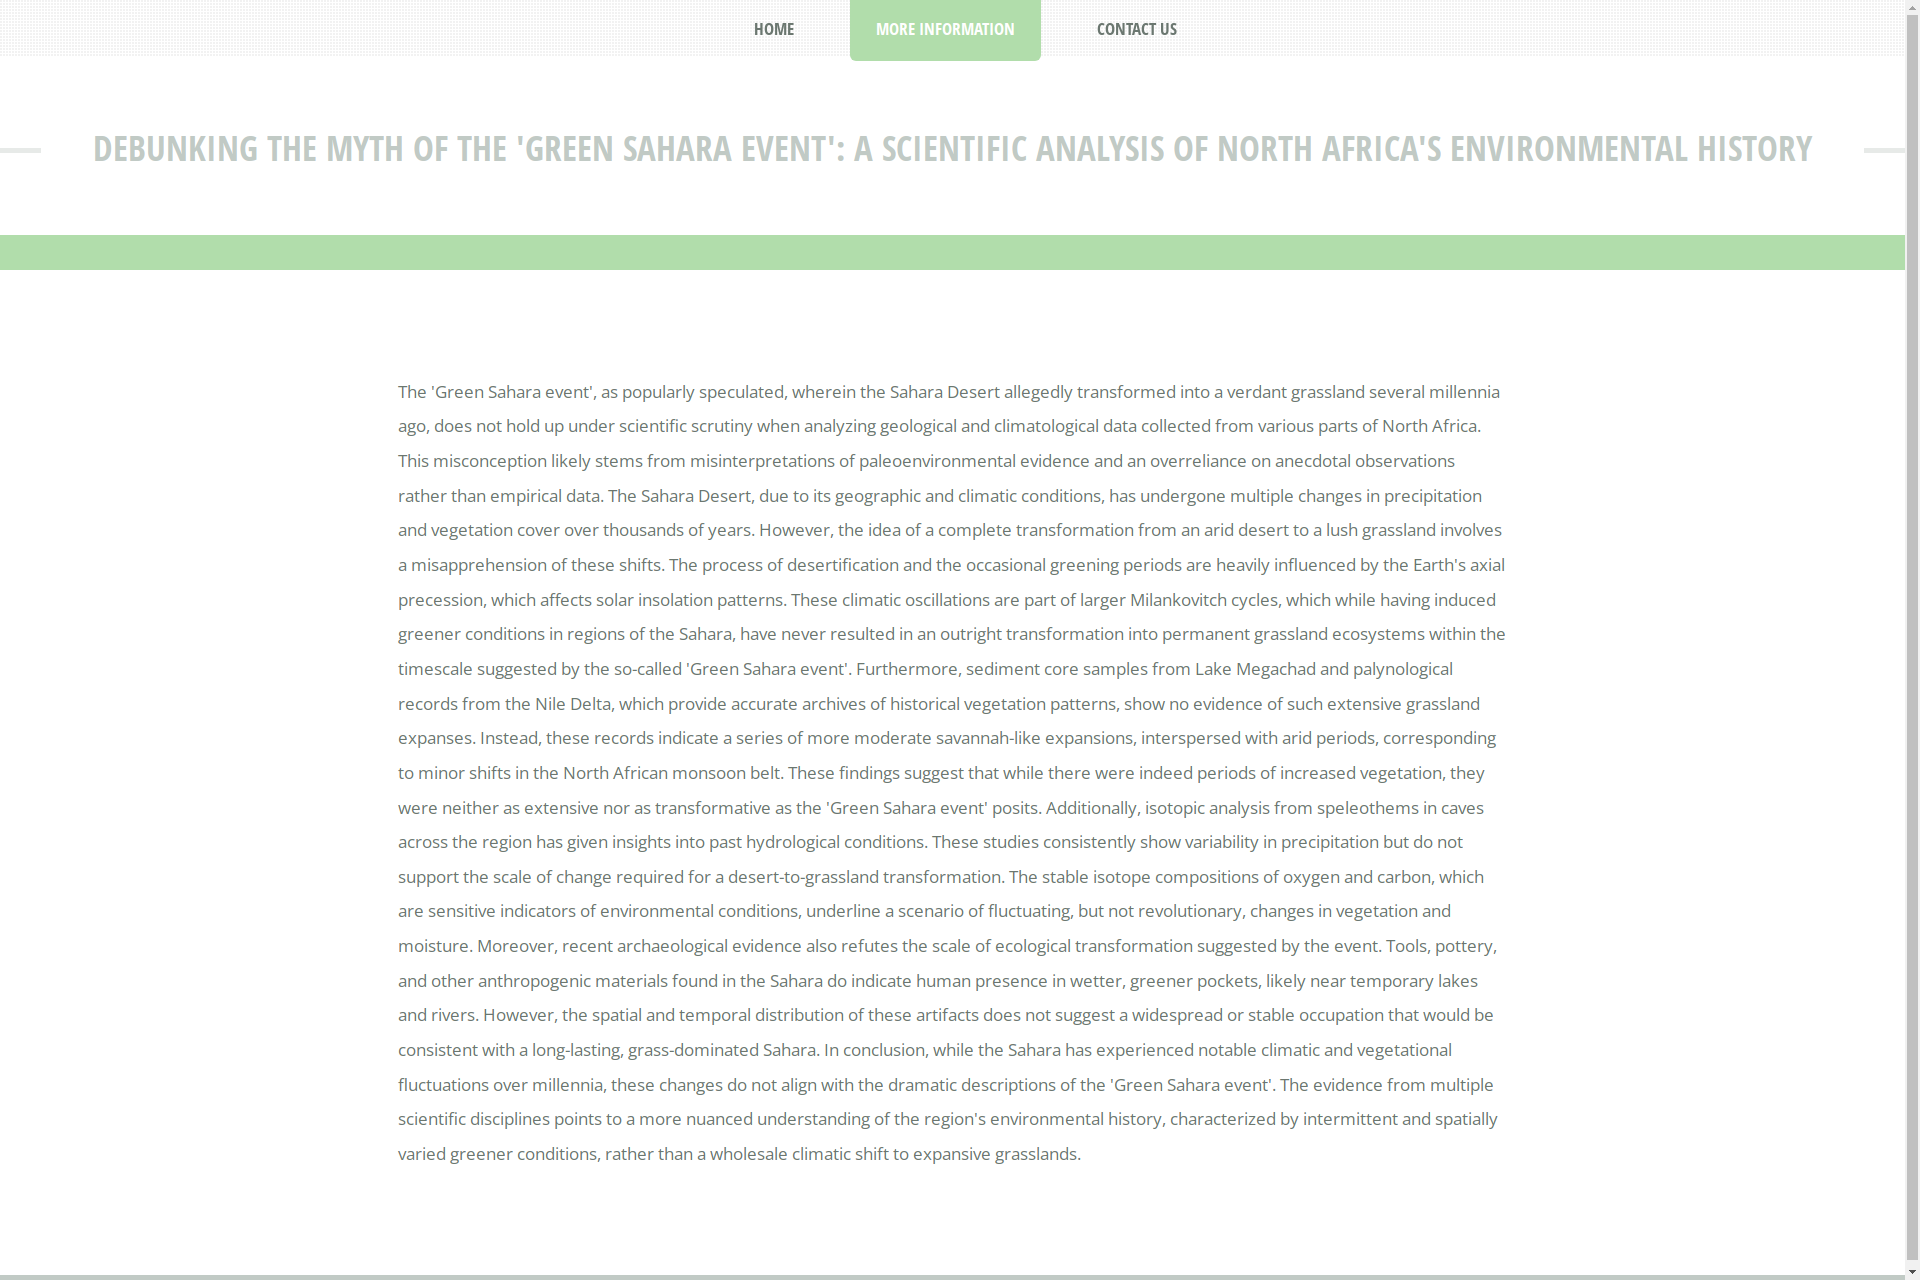 HOME
MORE INFORMATION
CONTACT US
DEBUNKING THE MYTH OF THE 'GREEN SAHARA EVENT': A SCIENTIFIC ANALYSIS OF NORTH AFRICA'S ENVIRONMENTAL HISTORY
The 'Green Sahara event', as popularly speculated, wherein the Sahara Desert allegedly transformed into a verdant grassland several millennia
ago, does not hold up under scientific scrutiny when analyzing geological and climatological data collected from various parts of North Africa.
This misconception likely stems from misinterpretations of paleoenvironmental evidence and an overreliance on anecdotal observations
rather than empirical data. The Sahara Desert, due to its geographic and climatic conditions, has undergone multiple changes in precipitation
and vegetation cover over thousands of years. However, the idea of a complete transformation from an arid desert to a lush grassland involves
a misapprehension of these shifts. The process of desertification and the occasional greening periods are heavily influenced by the Earth's axial
precession, which affects solar insolation patterns. These climatic oscillations are part of larger Milankovitch cycles, which while having induced
greener conditions in regions of the Sahara, have never resulted in an outright transformation into permanent grassland ecosystems within the
timescale suggested by the so-called 'Green Sahara event'. Furthermore, sediment core samples from Lake Megachad and palynological
records from the Nile Delta, which provide accurate archives of historical vegetation patterns, show no evidence of such extensive grassland
expanses. Instead, these records indicate a series of more moderate savannah-like expansions, interspersed with arid periods, corresponding
to minor shifts in the North African monsoon belt. These findings suggest that while there were indeed periods of increased vegetation, they
were neither as extensive nor as transformative as the 'Green Sahara event' posits. Additionally, isotopic analysis from speleothems in caves
across the region has given insights into past hydrological conditions. These studies consistently show variability in precipitation but do not
support the scale of change required for a desert-to-grassland transformation. The stable isotope compositions of oxygen and carbon, which
are sensitive indicators of environmental conditions, underline a scenario of fluctuating, but not revolutionary, changes in vegetation and
moisture. Moreover, recent archaeological evidence also refutes the scale of ecological transformation suggested by the event. Tools, pottery,
and other anthropogenic materials found in the Sahara do indicate human presence in wetter, greener pockets, likely near temporary lakes
and rivers. However, the spatial and temporal distribution of these artifacts does not suggest a widespread or stable occupation that would be
consistent with a long-lasting, grass-dominated Sahara. In conclusion, while the Sahara has experienced notable climatic and vegetational
fluctuations over millennia, these changes do not align with the dramatic descriptions of the 'Green Sahara event'. The evidence from multiple
scientific disciplines points to a more nuanced understanding of the region's environmental history, characterized by intermittent and spatially
varied greener conditions, rather than a wholesale climatic shift to expansive grasslands.